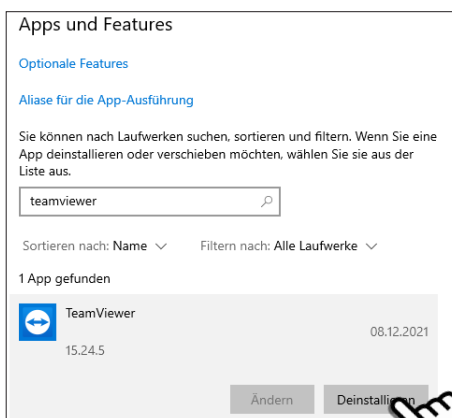 Apps und Features
Optionale Features
Aliase für die App-Ausführung
Sie können nach Laufwerken suchen, sortieren und filtern. Wenn Sie eine
App deinstallieren oder verschieben möchten, wählen Sie sie aus der
Liste aus.
teamviewer
Sortieren nach: Name Filtern nach: Alle Laufwerke
1 App gefunden
TeamViewer
08.12.2021
15.24.5
Ändern Deinstallieren